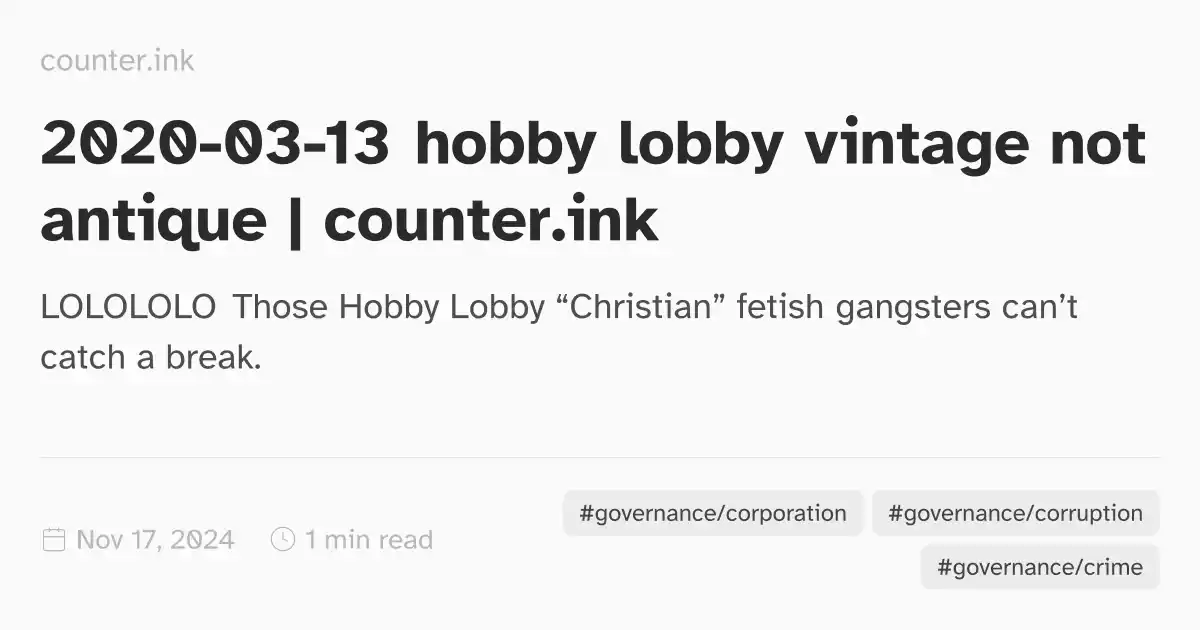 counter.ink
2020-03-13 hobby lobby vintage not
antique | counter.ink
LOLOLOLO Those Hobby Lobby “Christian” fetish gangsters can’t
catch a break.
Nov 17, 2024 1 min read
#governance/corporation #governance/corruption
#governance/crime